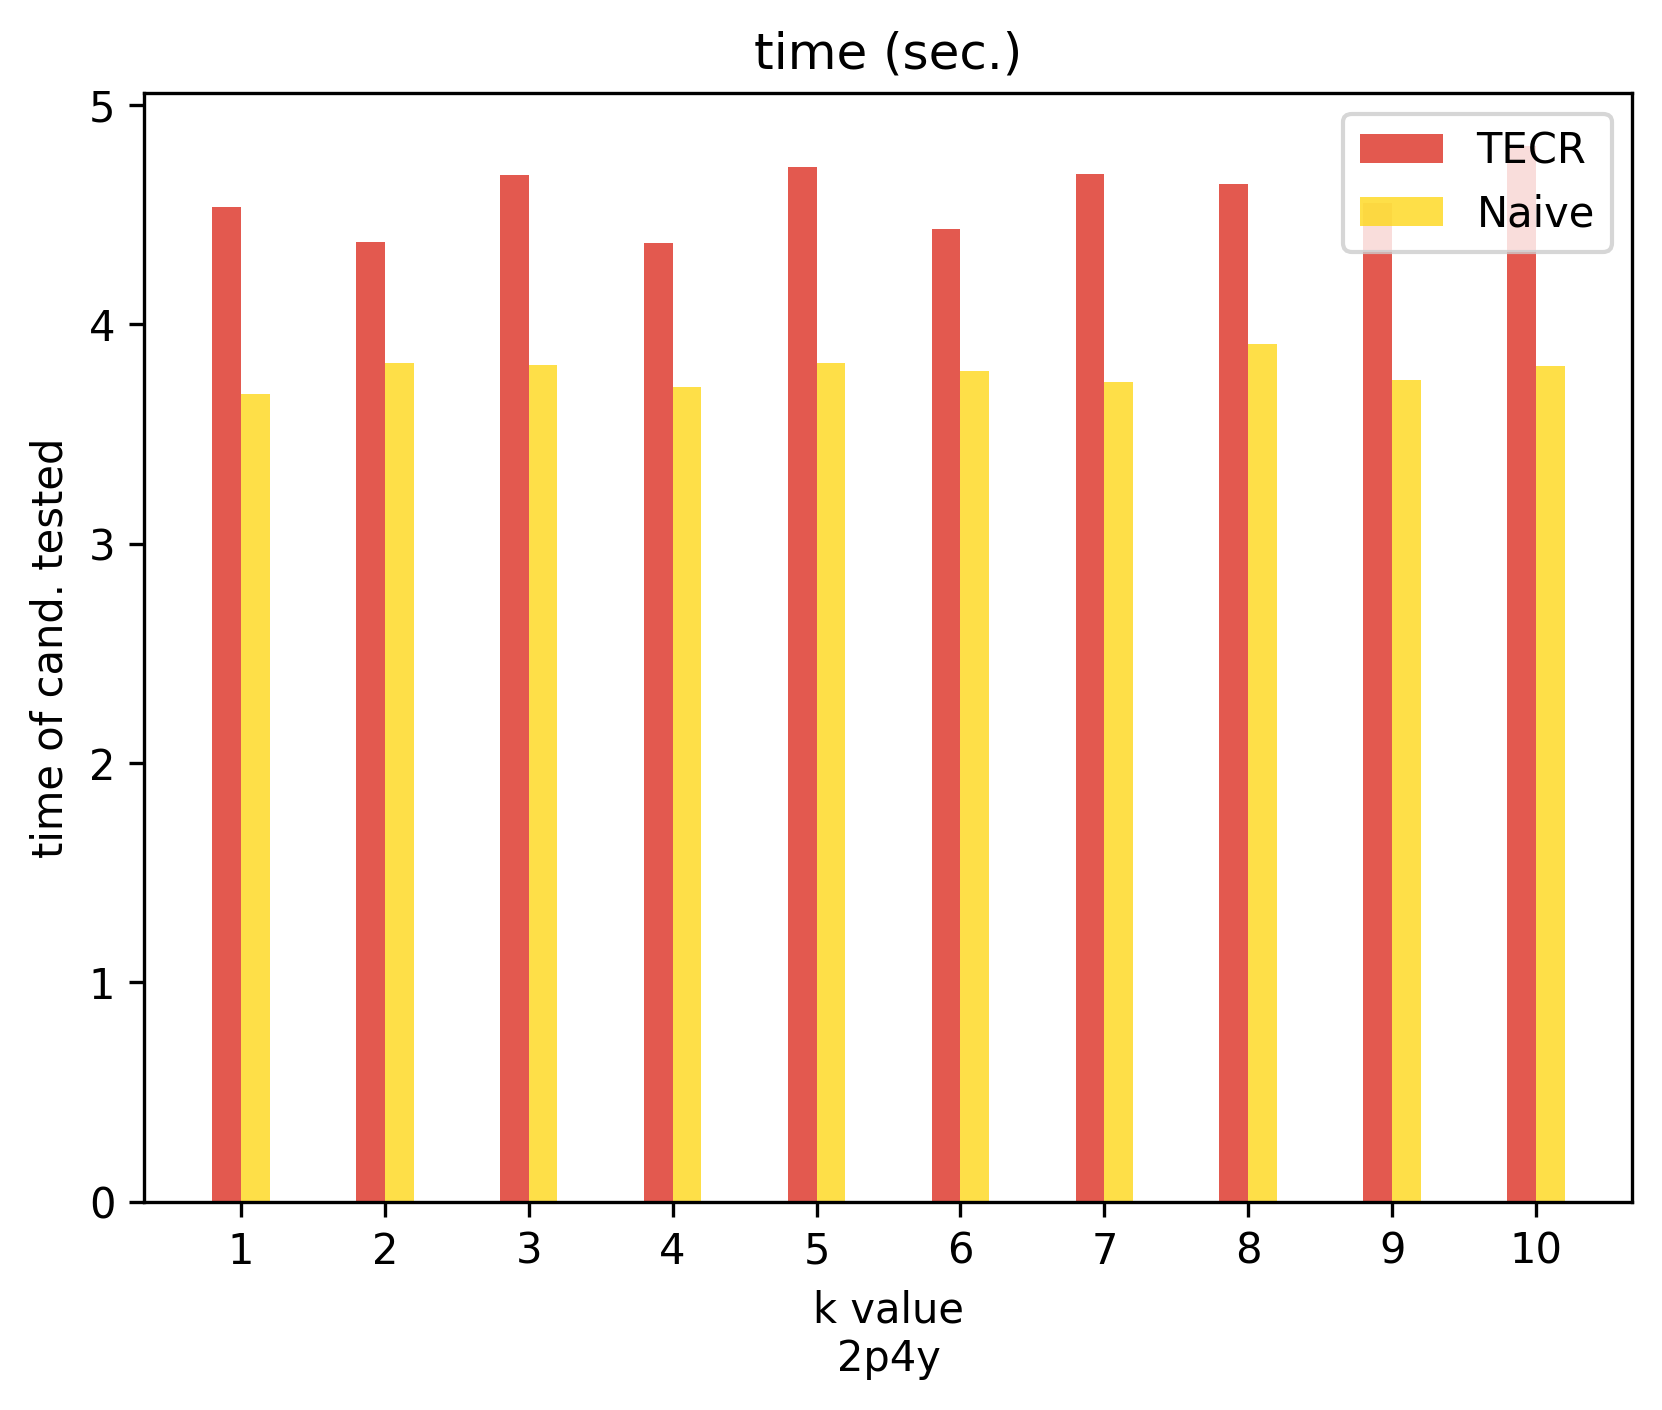 time (sec.)
TECR
Naive
5
4
3
2
1
0
time of cand. tested
1 2 3 4 5 6 7 8 9 10
k value
2p4y